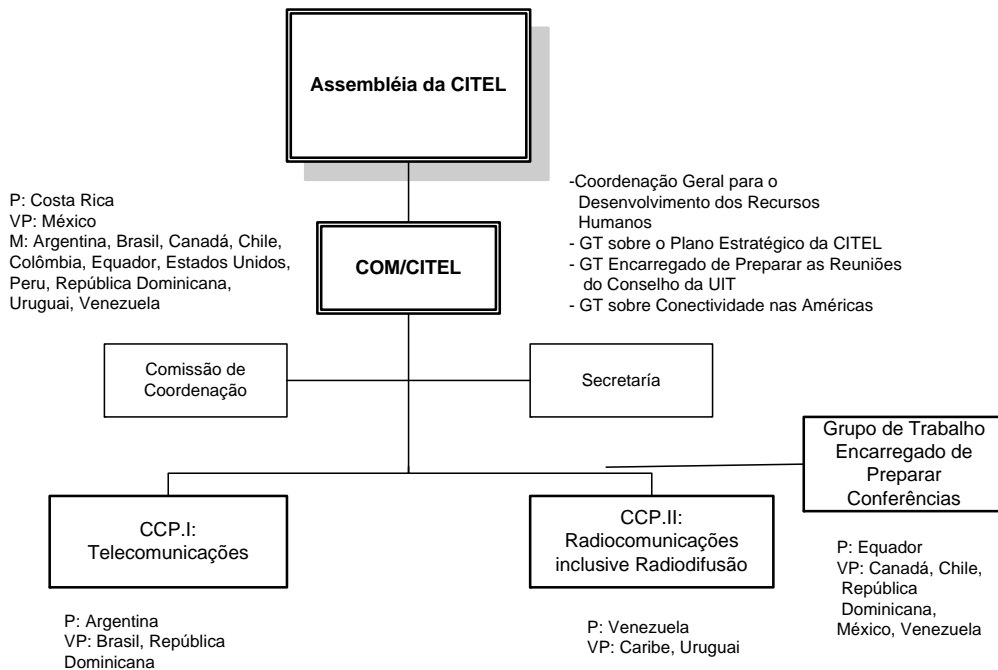 Assembléia da CITEL
P: Costa Rica
VP: México
M: Argentina, Brasil, Canadá, Chile,
Colômbia, Equador, Estados Unidos,
Peru, República Dominicana,
Uruguai, Venezuela
COM/CITEL
-Coordenação Geral para o
Desenvolvimento dos Recursos
Humanos
- GT sobre o Plano Estratégico da CITEL
- GT Encarregado de Preparar as Reuniões
do Conselho da UIT
- GT sobre Conectividade nas Américas
Comissão de
Coordenação
Secretaría
Grupo de Trabalho
Encarregado de
Preparar
Conferências
CCP.I:
Telecomunicações
CCP.II:
Radiocomunicações
inclusive Radiodifusão
P: Equador
VP: Canadá, Chile,
República
Dominicana,
México, Venezuela
P: Argentina
VP: Brasil, República
Dominicana
P: Venezuela
VP: Caribe, Uruguai